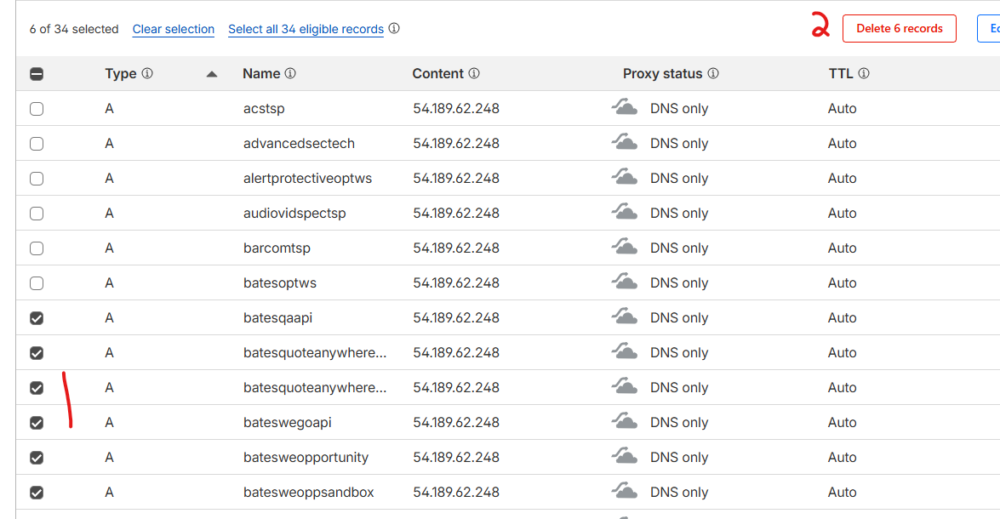 6 of 34 selected Clear selection Select all 34 eligible records 2 Delete 6 records
Type Name Content Proxy status TTL
A acstsp 54.189.62.248 DNS only Auto
A advancedsectech 54.189.62.248 DNS only Auto
A alertprotectiveoptws 54.189.62.248 DNS only Auto
A audiovidspectsp 54.189.62.248 DNS only Auto
A barcomtsp 54.189.62.248 DNS only Auto
A batesoptws 54.189.62.248 DNS only Auto
A batesqaapi 54.189.62.248 DNS only Auto
A batesquoteanywhere... 54.189.62.248 DNS only Auto
A batesquoteanywhere... 54.189.62.248 DNS only Auto
A bateswegoapi 54.189.62.248 DNS only Auto
A batesweopportunity 54.189.62.248 DNS only Auto
A batesweoppsandbox 54.189.62.248 DNS only Auto